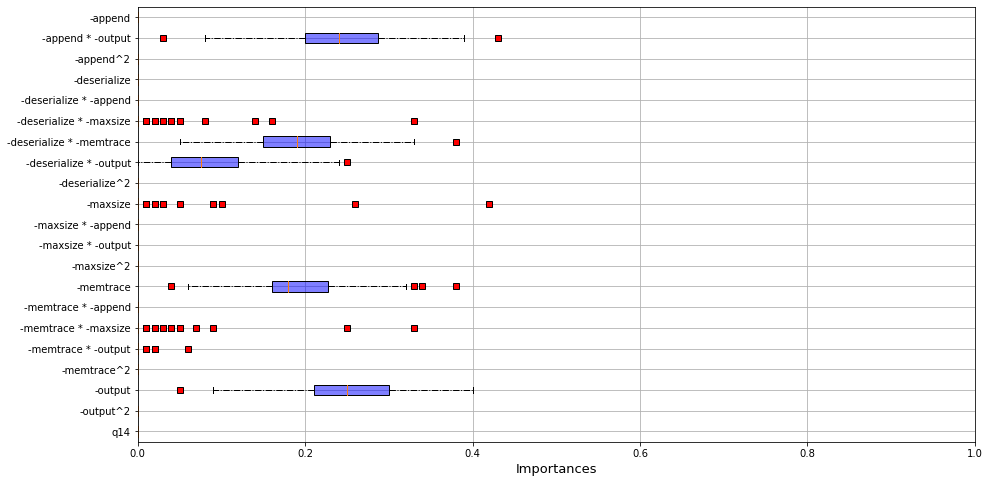 -append
-append * -output
-append^2
-deserialize
-deserialize * -append
-deserialize * -maxsize
-deserialize * -memtrace
-deserialize * -output
-deserialize^2
-maxsize
-maxsize * -append
-maxsize * -output
-maxsize^2
-memtrace
-memtrace * -append
-memtrace * -maxsize
-memtrace * -output
-memtrace^2
-output
-output^2
q14
0.0 0.2 0.4 0.6 0.8 1.0
Importances